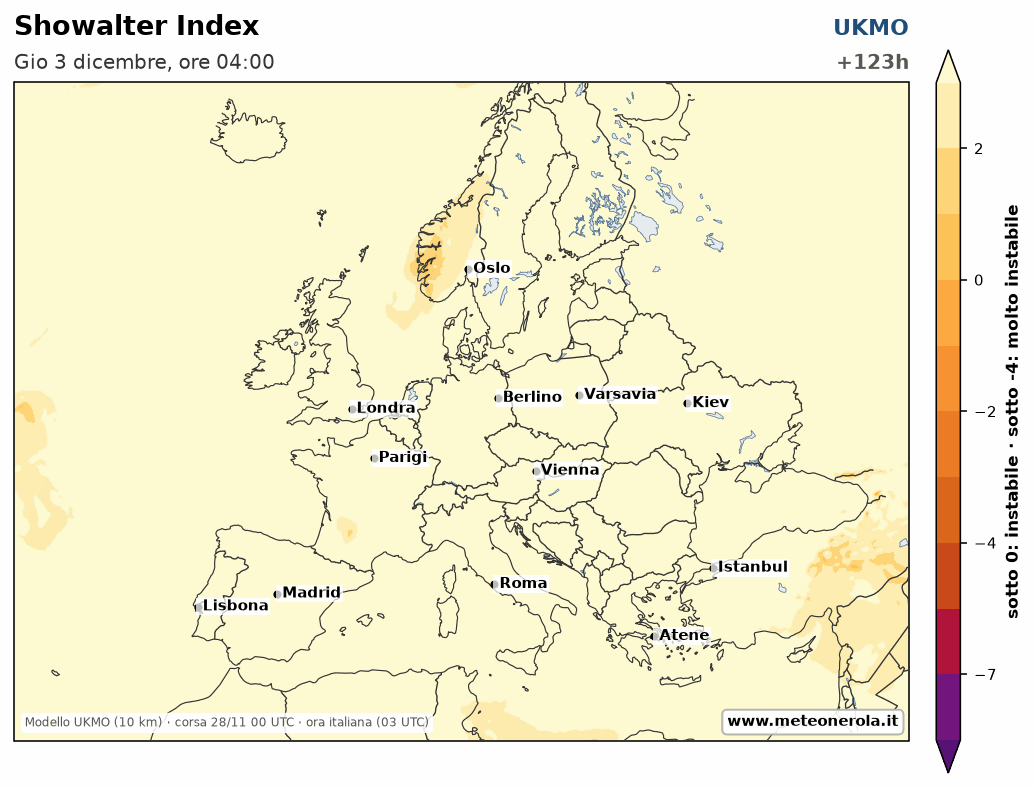 Showalter Index
UKMO
Gio 3 dicembre, ore 04:00
+123h
Oslo
Berlino
Varsavia
Kiev
Londra
Parigi
Vienna
Istanbul
Roma
Madrid
Lisbona
Atene
2
0
−2
−4
−7
sotto 0: instabile · sotto -4: molto instabile
Modello UKMO (10 km) · corsa 28/11 00 UTC · ora italiana (03 UTC)
www.meteonerola.it